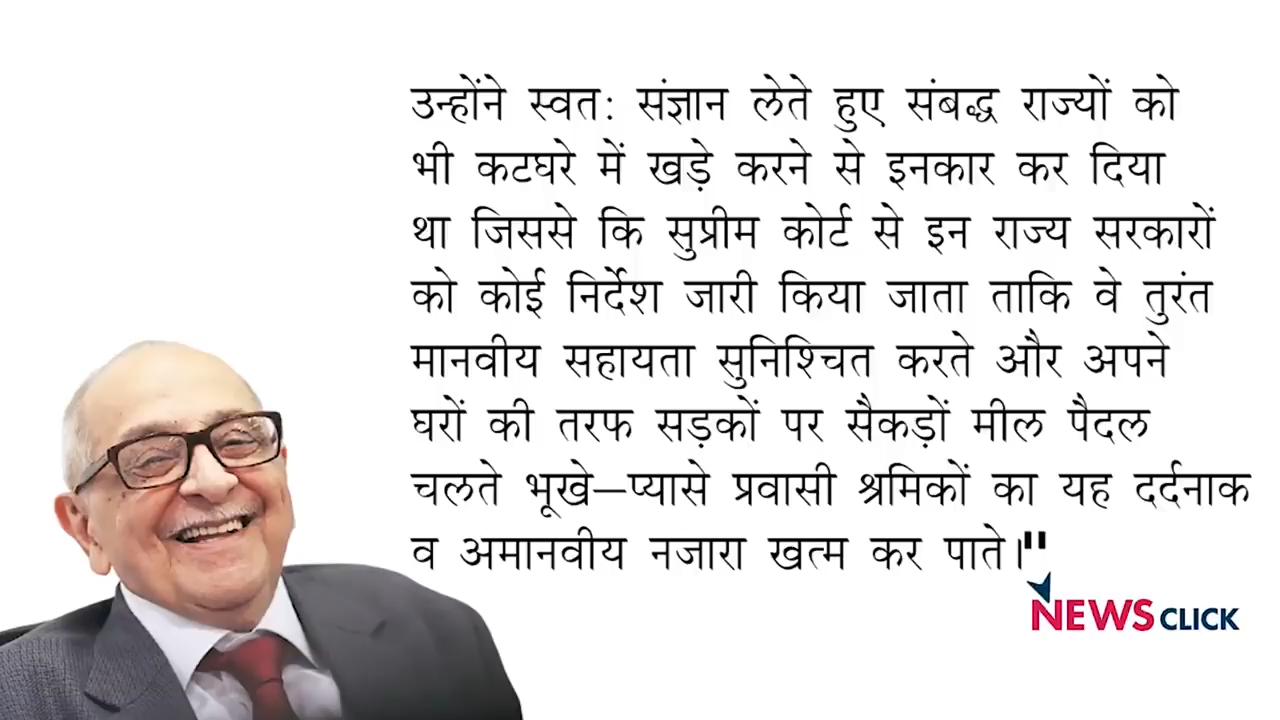 उन्होंने स्वतः संज्ञान लेते हुए संबद्ध राज्यों को
भी कटघरे में खड़े करने से इनकार कर दिया
था जिससे कि सुप्रीम कोर्ट से इन राज्य सरकारों
को कोई निर्देश जारी किया जाता ताकि वे तुरंत
मानवीय सहायता सुनिश्चित करते और अपने
घरों की तरफ सड़कों पर सैकड़ों मील पैदल
चलते भूखे–प्यासे प्रवासी श्रमिकों का यह दर्दनाक
व अमानवीय नजारा खत्म कर पाते।"
NEWSCLICK